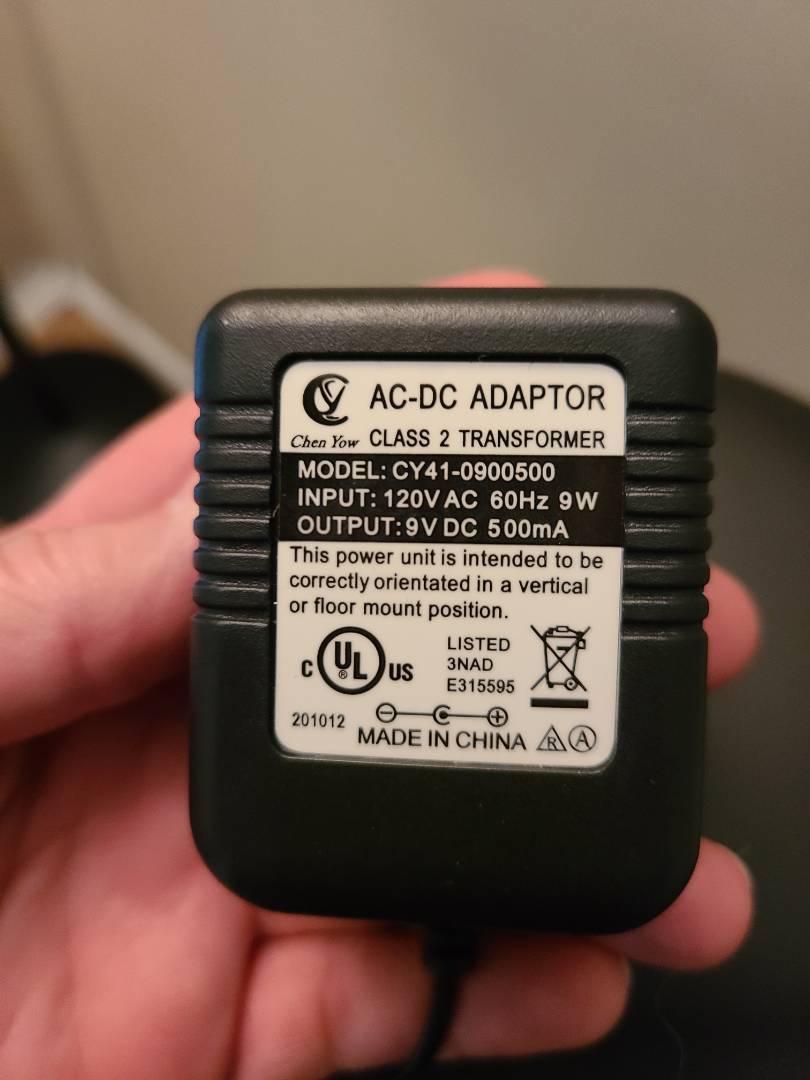 CY AC-DC ADAPTOR
Chen Yow CLASS 2 TRANSFORMER
MODEL: CY41-0900500
INPUT: 120V AC 60Hz 9W
OUTPUT: 9V DC 500mA
This power unit is intended to be
correctly orientated in a vertical
or floor mount position.
C UL ® US
LISTED
3NAD
E315595
201012
MADE IN CHINA R A